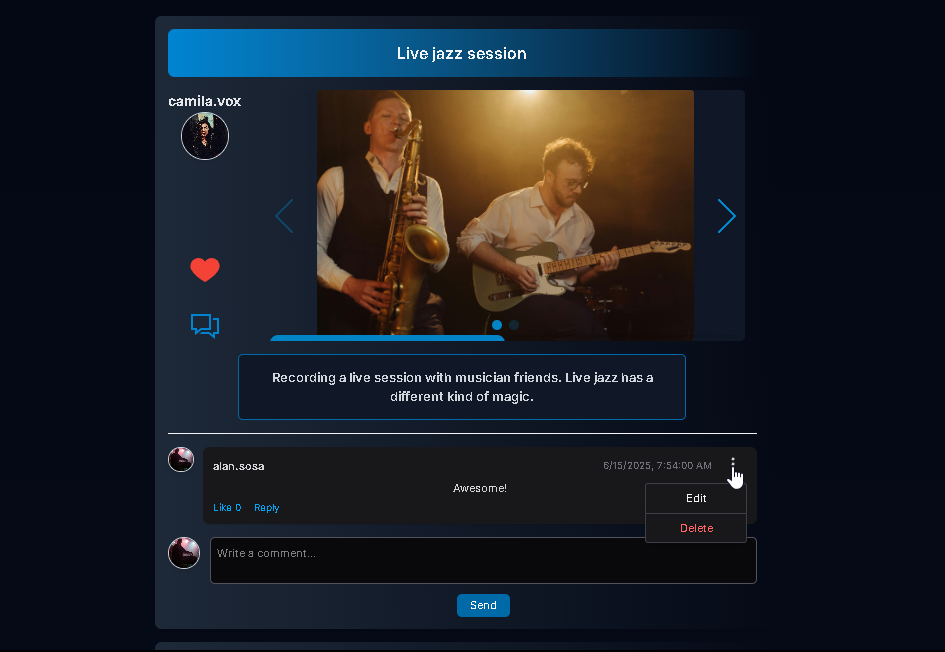 Live jazz session
camila.vox
Recording a live session with musician friends. Live jazz has a
different kind of magic.
alan.sosa
6/15/2025, 7:54:00 AM
Awesome!
Like 0 Reply
Edit
Delete
Write a comment...
Send